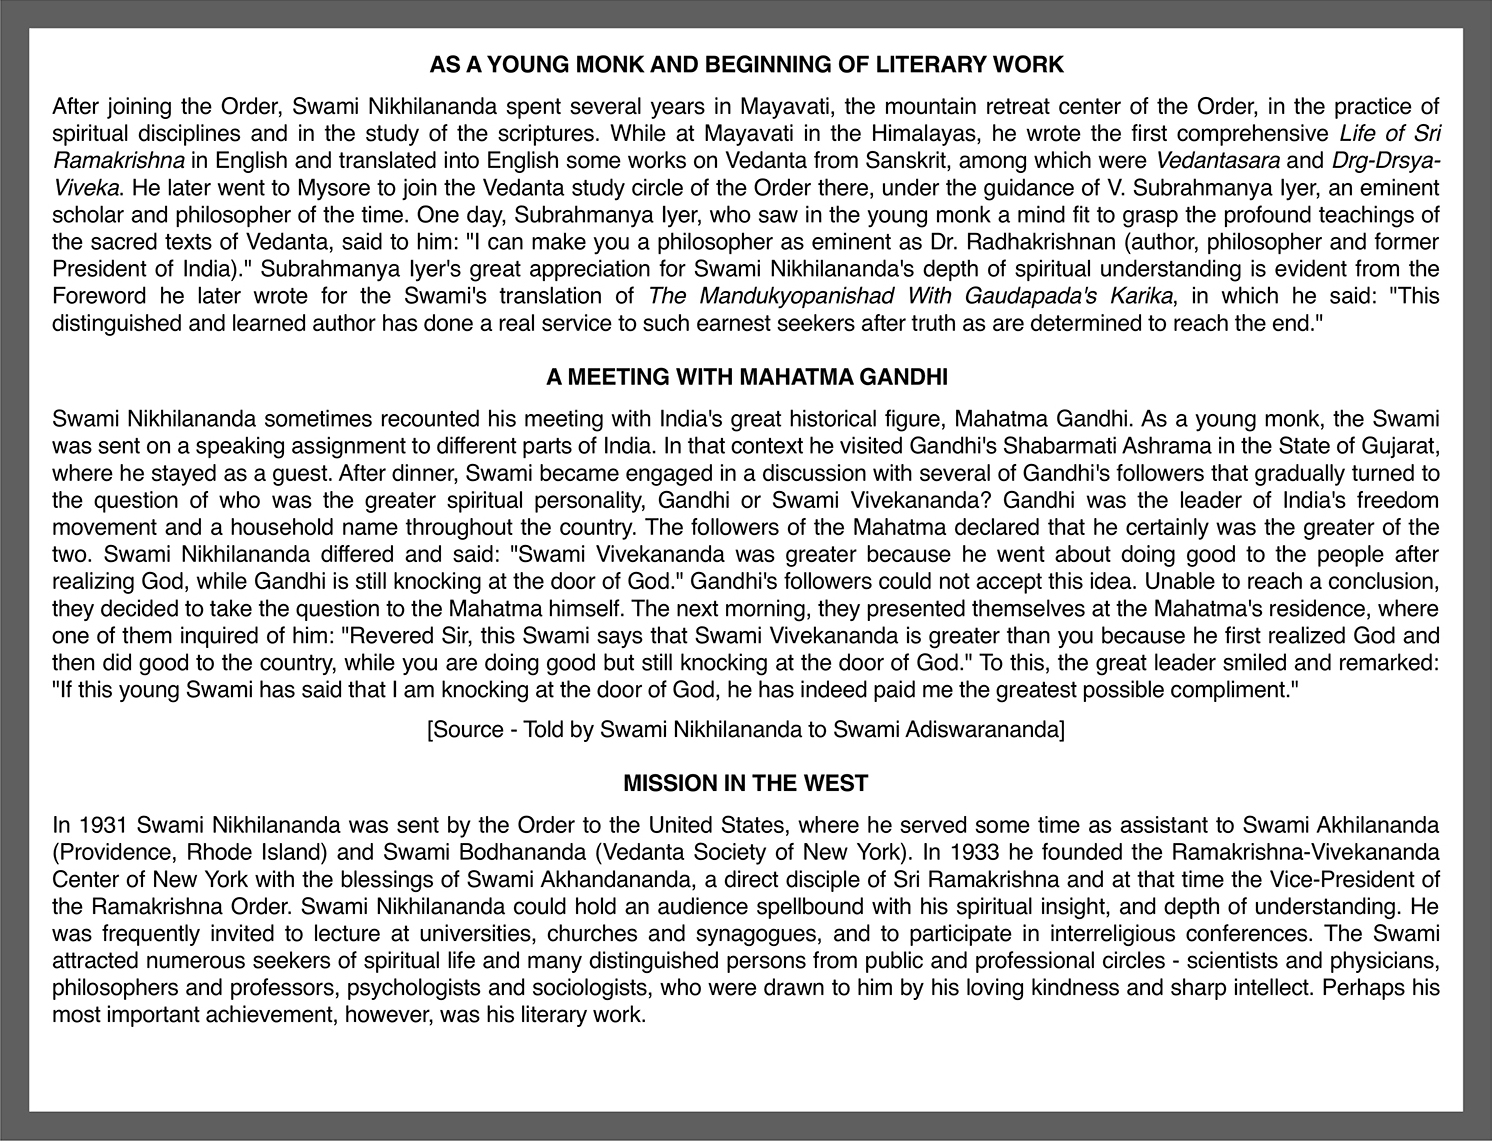 AS A YOUNG MONK AND BEGINNING OF LITERARY WORK
After joining the Order, Swami Nikhilananda spent several years in Mayavati, the mountain retreat center of the Order, in the practice of
spiritual disciplines and in the study of the scriptures. While at Mayavati in the Himalayas, he wrote the first comprehensive Life of Sri
Ramakrishna in English and translated into English some works on Vedanta from Sanskrit, among which were Vedantasara and Drg-Drsya-
Viveka. He later went to Mysore to join the Vedanta study circle of the Order there, under the guidance of V. Subrahmanya Iyer, an eminent
scholar and philosopher of the time. One day, Subrahmanya Iyer, who saw in the young monk a mind fit to grasp the profound teachings of
the sacred texts of Vedanta, said to him: "I can make you a philosopher as eminent as Dr. Radhakrishnan (author, philosopher and former
President of India)." Subrahmanya Iyer's great appreciation for Swami Nikhilananda's depth of spiritual understanding is evident from the
Foreword he later wrote for the Swami's translation of The Mandukyopanishad With Gaudapada's Karika, in which he said: "This
distinguished and learned author has done a real service to such earnest seekers after truth as are determined to reach the end."
A MEETING WITH MAHATMA GANDHI
Swami Nikhilananda sometimes recounted his meeting with India's great historical figure, Mahatma Gandhi. As a young monk, the Swami
was sent on a speaking assignment to different parts of India. In that context he visited Gandhi's Shabarmati Ashrama in the State of Gujarat,
where he stayed as a guest. After dinner, Swami became engaged in a discussion with several of Gandhi's followers that gradually turned to
the question of who was the greater spiritual personality, Gandhi or Swami Vivekananda? Gandhi was the leader of India's freedom
movement and a household name throughout the country. The followers of the Mahatma declared that he certainly was the greater of the
two. Swami Nikhilananda differed and said: "Swami Vivekananda was greater because he went about doing good to the people after
realizing God, while Gandhi is still knocking at the door of God." Gandhi's followers could not accept this idea. Unable to reach a conclusion,
they decided to take the question to the Mahatma himself. The next morning, they presented themselves at the Mahatma's residence, where
one of them inquired of him: "Revered Sir, this Swami says that Swami Vivekananda is greater than you because he first realized God and
then did good to the country, while you are doing good but still knocking at the door of God." To this, the great leader smiled and remarked:
"If this young Swami has said that I am knocking at the door of God, he has indeed paid me the greatest possible compliment."
[Source - Told by Swami Nikhilananda to Swami Adiswarananda]
MISSION IN THE WEST
In 1931 Swami Nikhilananda was sent by the Order to the United States, where he served some time as assistant to Swami Akhilananda
(Providence, Rhode Island) and Swami Bodhananda (Vedanta Society of New York). In 1933 he founded the Ramakrishna-Vivekananda
Center of New York with the blessings of Swami Akhandananda, a direct disciple of Sri Ramakrishna and at that time the Vice-President of
the Ramakrishna Order. Swami Nikhilananda could hold an audience spellbound with his spiritual insight, and depth of understanding. He
was frequently invited to lecture at universities, churches and synagogues, and to participate in interreligious conferences. The Swami
attracted numerous seekers of spiritual life and many distinguished persons from public and professional circles - scientists and physicians,
philosophers and professors, psychologists and sociologists, who were drawn to him by his loving kindness and sharp intellect. Perhaps his
most important achievement, however, was his literary work.